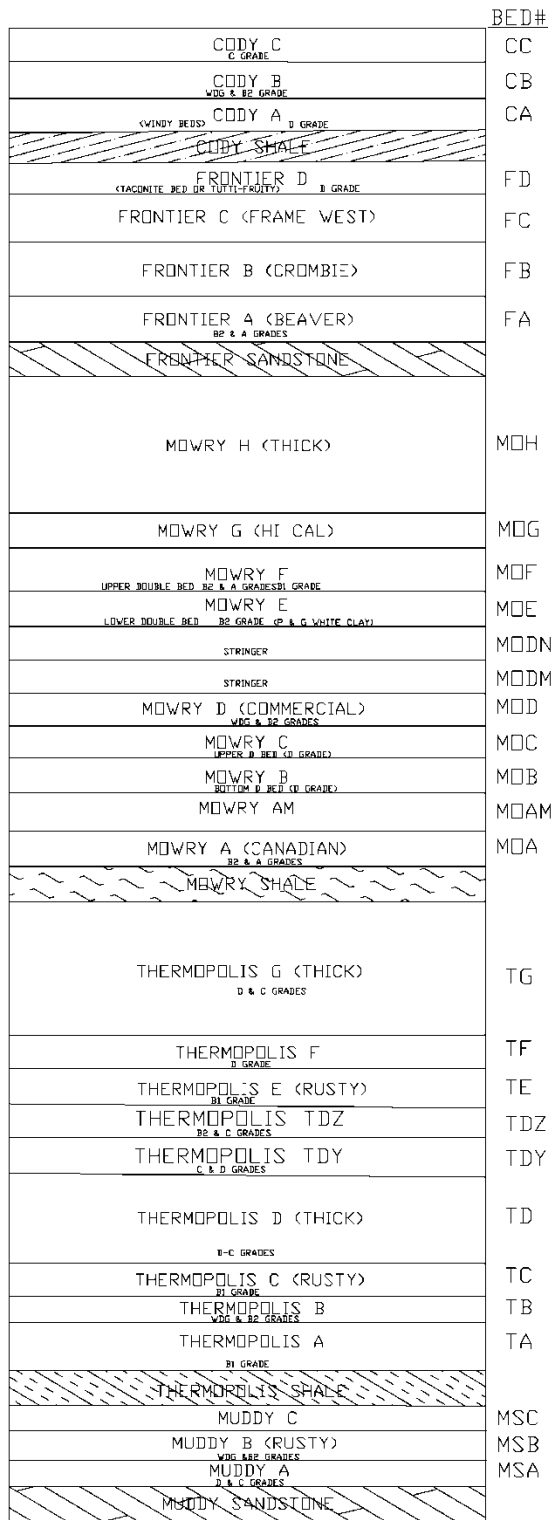 BED#
CODY C CC
C GRADE
CODY B CB
WDG & B2 GRADE
CODY A CA
(WINDY BEDS) D GRADE
CODY SHALE
FRONTIER D FD
(TACONITE BED OR TUTTI-FRUITY) B GRADE
FRONTIER C (FRAME WEST) FC
FRONTIER B (CROMBIE) FB
FRONTIER A (BEAVER) FA
B2 & A GRADES
FRONTIER SANDSTONE
MOWRY H (THICK) MOH
MOWRY G (HI CAL) MOG
MOWRY F MOF
UPPER DOUBLE BED B2 & A GRADESB1 GRADE
MOWRY E MOE
LOWER DOUBLE BED B2 GRADE (P & G WHITE CLAY)
STRINGER MODN
STRINGER MODM
MOWRY D (COMMERCIAL) MOD
WDG & B2 GRADES
MOWRY C MOC
UPPER D BED (D GRADE)
MOWRY B MOB
BOTTOM D BED (D GRADE)
MOWRY AM MOAM
MOWRY A (CANADIAN) MOA
B2 & A GRADES
MOWRY SHALE
THERMOPOLIS G (THICK) TG
D & C GRADES
THERMOPOLIS F TF
D GRADE
THERMOPOLIS E (RUSTY) TE
B1 GRADE
THERMOPOLIS TDZ TDZ
B2 & C GRADES
THERMOPOLIS TDY TDY
C & D GRADES
THERMOPOLIS D (THICK) TD
D-C GRADES
THERMOPOLIS C (RUSTY) TC
B1 GRADE
THERMOPOLIS B TB
WDG & B2 GRADES
THERMOPOLIS A TA
B1 GRADE
THERMOPOLIS SHALE
MUDDY C MSC
MUDDY B (RUSTY) MSB
WDG &B2 GRADES
MUDDY A MSA
D & C GRADES
MUDDY SANDSTONE